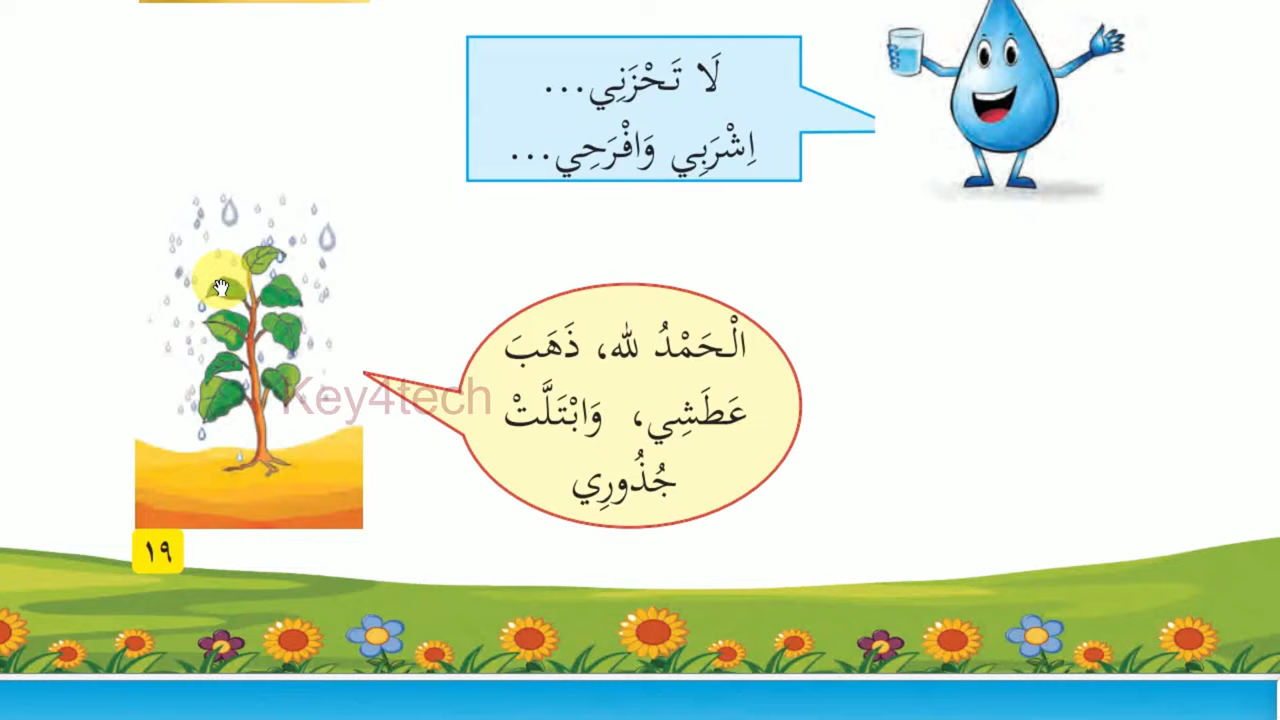 لَا تَحْزَنِي...
اِشْرَبِي وَافْرَحِي...
الْحَمْدُ لله، ذَهَبَ
عَطَشِي، وَابْتَلَّتْ
جُذُورِي
Key4tech
١٩